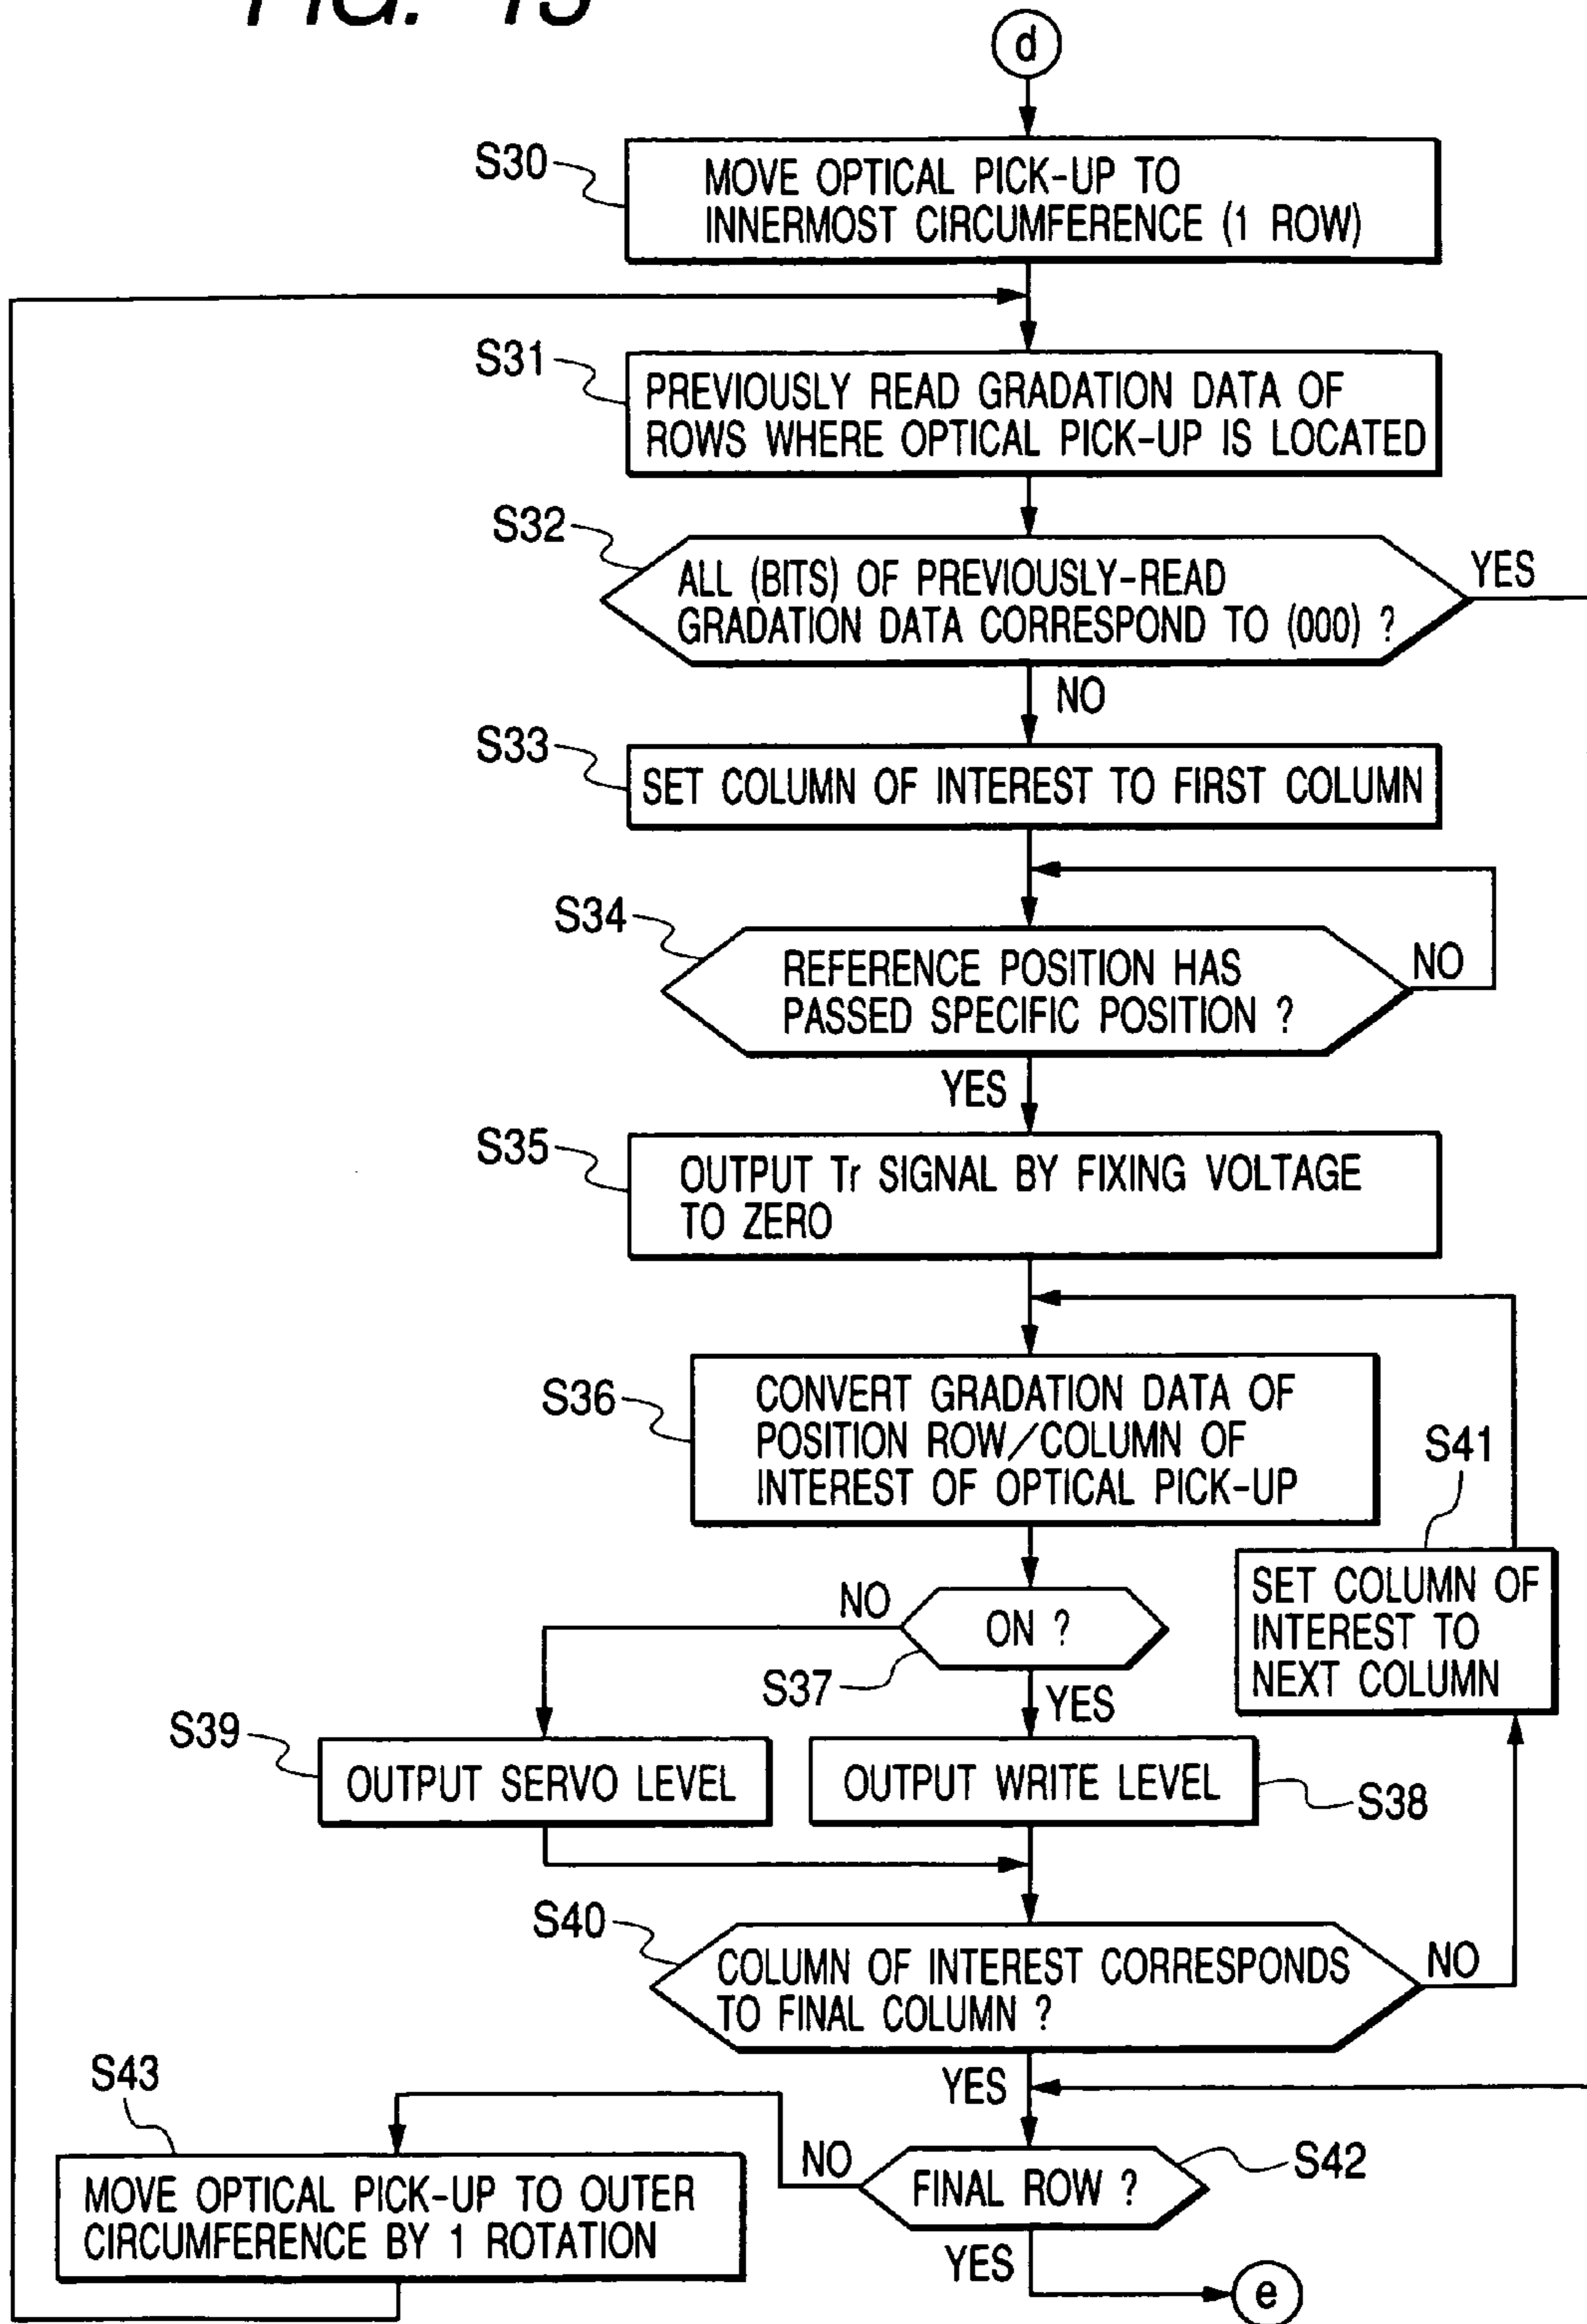 FIG. 15
d
S30
MOVE OPTICAL PICK-UP TO
INNERMOST CIRCUMFERENCE (1 ROW)
S31
PREVIOUSLY READ GRADATION DATA OF
ROWS WHERE OPTICAL PICK-UP IS LOCATED
S32
ALL (BITS) OF PREVIOUSLY-READ
GRADATION DATA CORRESPOND TO (000) ?
YES
NO
S33
SET COLUMN OF INTEREST TO FIRST COLUMN
S34
REFERENCE POSITION HAS
PASSED SPECIFIC POSITION ?
NO
YES
S35
OUTPUT Tr SIGNAL BY FIXING VOLTAGE
TO ZERO
S36
CONVERT GRADATION DATA OF
POSITION ROW/COLUMN OF
INTEREST OF OPTICAL PICK-UP
S41
SET COLUMN OF
INTEREST TO
NEXT COLUMN
NO
ON ?
S37
YES
S39
OUTPUT SERVO LEVEL
OUTPUT WRITE LEVEL
S38
S40
COLUMN OF INTEREST CORRESPONDS
TO FINAL COLUMN ?
NO
YES
S43
MOVE OPTICAL PICK-UP TO OUTER
CIRCUMFERENCE BY 1 ROTATION
NO
FINAL ROW ?
S42
YES
e